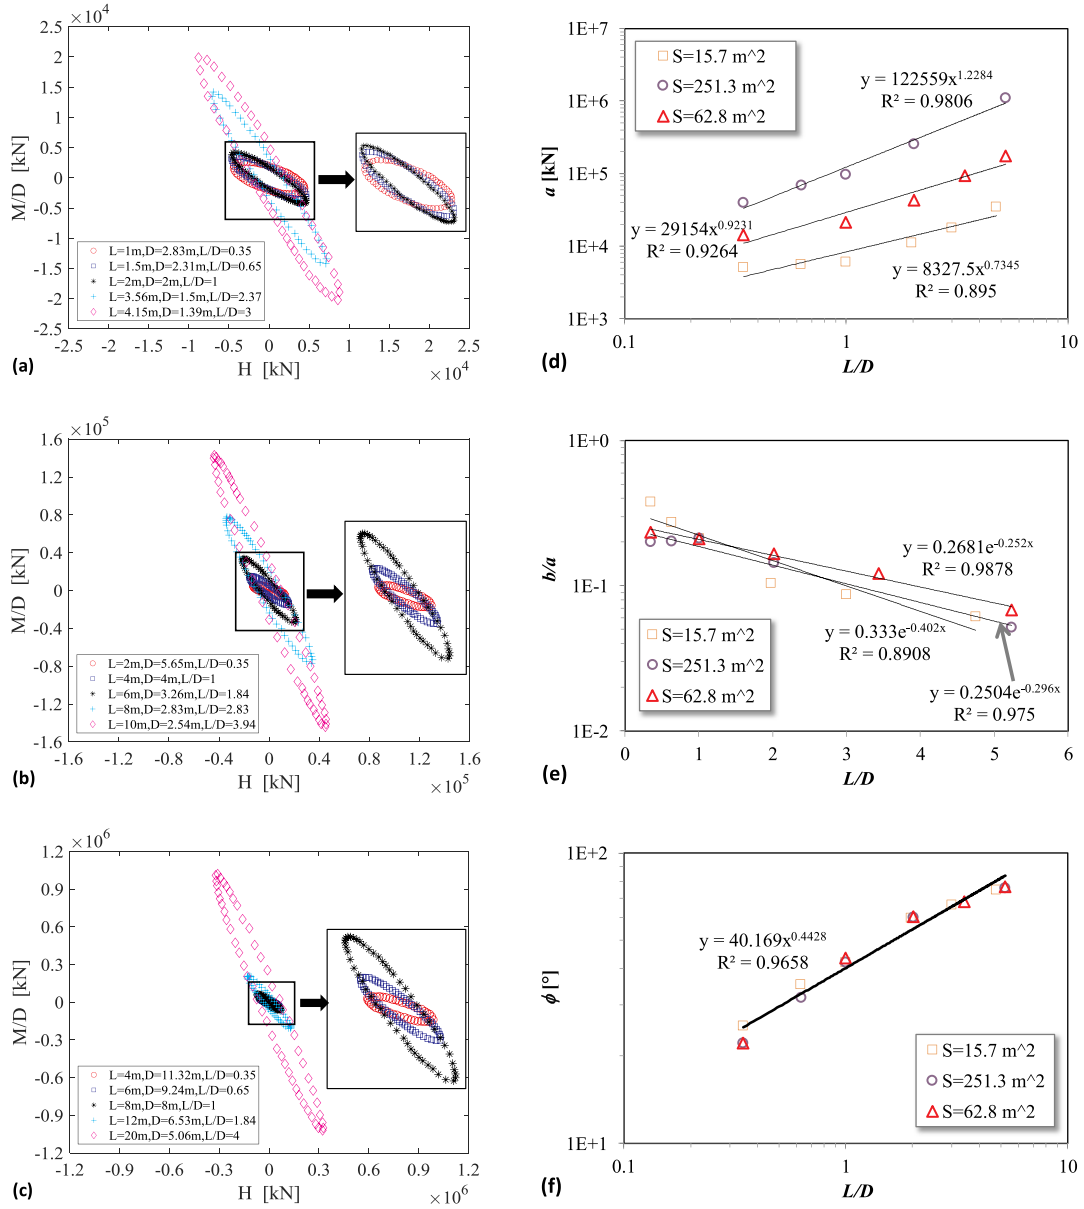 ×10^4
2.5
2
1.5
1
0.5
0
-0.5
-1
-1.5
-2
-2.5
M/D [kN]
L=1m,D=2.83m,L/D=0.35
L=1.5m,D=2.31m,L/D=0.65
L=2m,D=2m,L/D=1
L=3.56m,D=1.5m,L/D=2.37
L=4.15m,D=1.39m,L/D=3
-2.5 -2 -1.5 -1 -0.5 0 0.5 1 1.5 2 2.5
H [kN]
×10^4
(a)
1E+7
1E+6
1E+5
1E+4
1E+3
a [kN]
S=15.7 m^2
S=251.3 m^2
S=62.8 m^2
y = 122559x^1.2284
R² = 0.9806
y = 29154x^0.9231
R² = 0.9264
y = 8327.5x^0.7345
R² = 0.895
0.1 1 10
L/D
(d)
×10^5
1.6
1.2
0.8
0.4
0
-0.4
-0.8
-1.2
-1.6
M/D [kN]
L=2m,D=5.65m,L/D=0.35
L=4m,D=4m,L/D=1
L=6m,D=3.26m,L/D=1.84
L=8m,D=2.83m,L/D=2.83
L=10m,D=2.54m,L/D=3.94
-1.6 -1.2 -0.8 -0.4 0 0.4 0.8 1.2 1.6
H [kN]
×10^5
(b)
1E+0
1E-1
1E-2
b/a
y = 0.2681e^-0.252x
R² = 0.9878
y = 0.333e^-0.402x
R² = 0.8908
y = 0.2504e^-0.296x
R² = 0.975
S=15.7 m^2
S=251.3 m^2
S=62.8 m^2
0 1 2 3 4 5 6
L/D
(e)
×10^6
1.2
0.9
0.6
0.3
0
-0.3
-0.6
-0.9
-1.2
M/D [kN]
L=4m,D=11.32m,L/D=0.35
L=6m,D=9.24m,L/D=0.65
L=8m,D=8m,L/D=1
L=12m,D=6.53m,L/D=1.84
L=20m,D=5.06m,L/D=4
-1.2 -0.9 -0.6 -0.3 0 0.3 0.6 0.9 1.2
H [kN]
×10^6
(c)
1E+2
1E+1
ϕ [°]
y = 40.169x^0.4428
R² = 0.9658
S=15.7 m^2
S=251.3 m^2
S=62.8 m^2
0.1 1 10
L/D
(f)